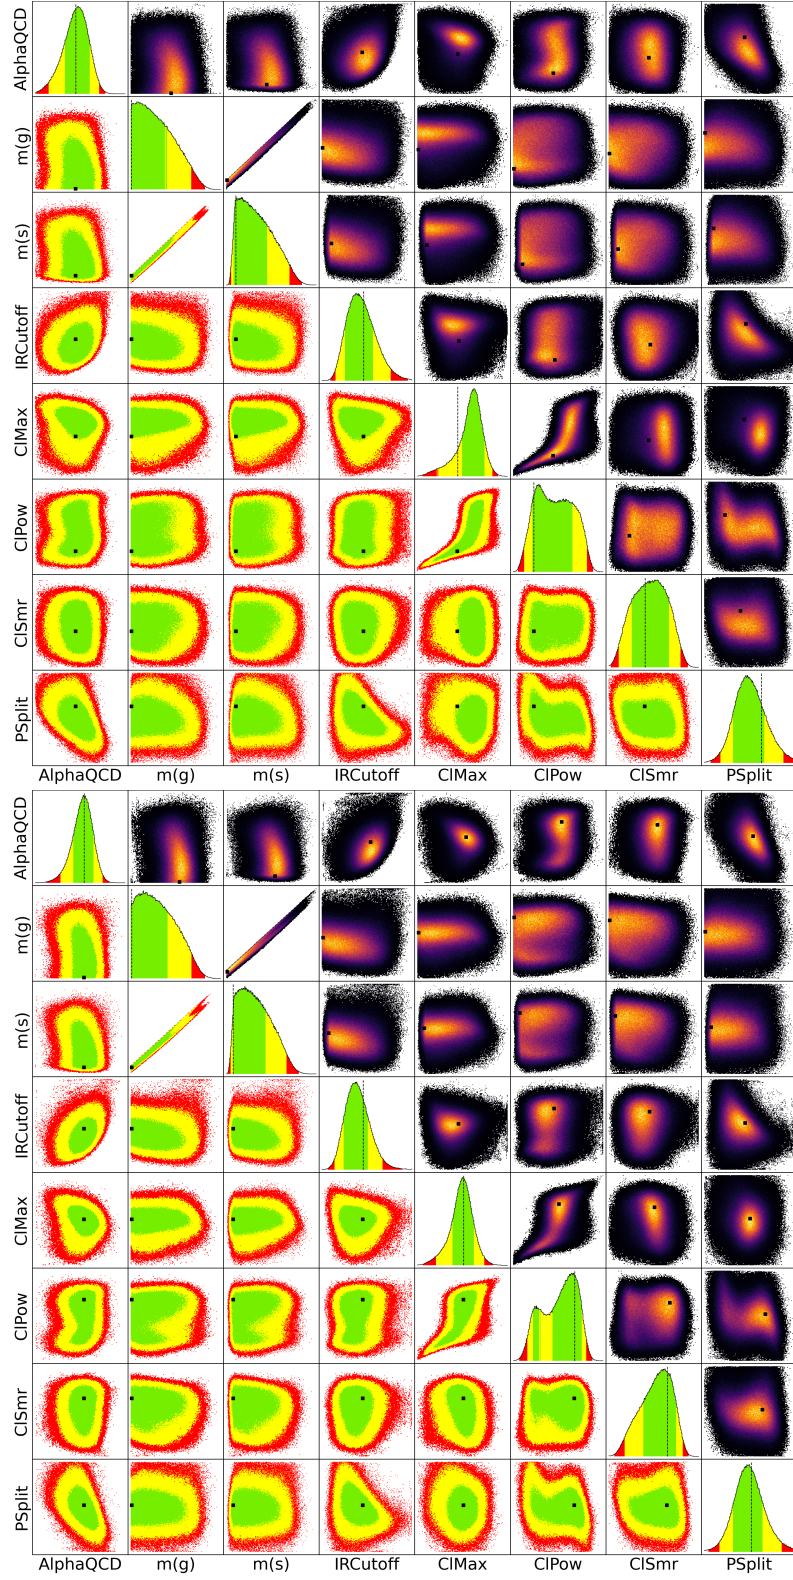 AlphaQCD
m(g)
m(s)
IRCutoff
ClMax
ClPow
ClSmr
PSplit
AlphaQCD m(g) m(s) IRCutoff ClMax ClPow ClSmr PSplit
AlphaQCD
m(g)
m(s)
IRCutoff
ClMax
ClPow
ClSmr
PSplit
AlphaQCD m(g) m(s) IRCutoff ClMax ClPow ClSmr PSplit